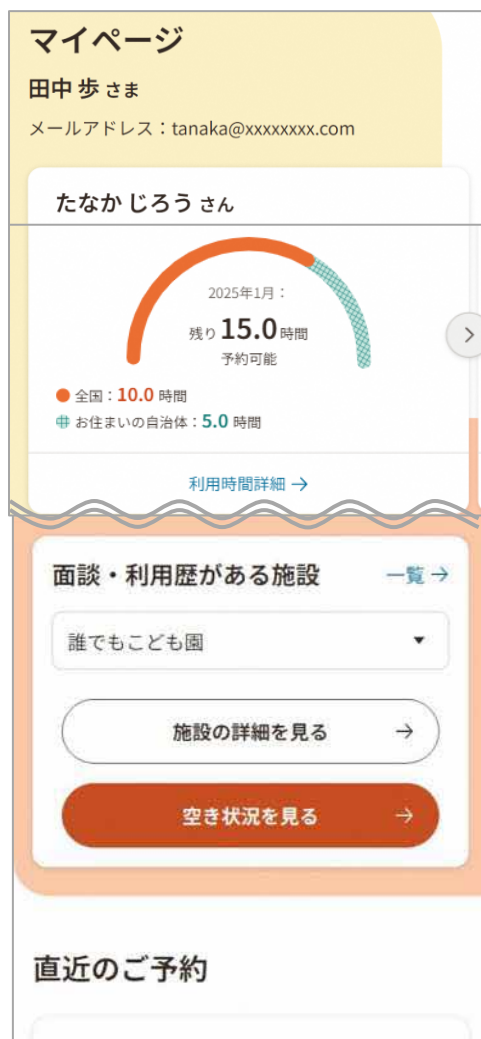 マイページ
田中 歩 さま
メールアドレス：tanaka@xxxxxxxx.com
たなか じろう さん
2025年1月：
残り 15.0 時間
予約可能
全国：10.0 時間
お住まいの自治体：5.0 時間
利用時間詳細 →
面談・利用歴がある施設 一覧 →
誰でもこども園
施設の詳細を見る →
空き状況を見る →
直近のご予約